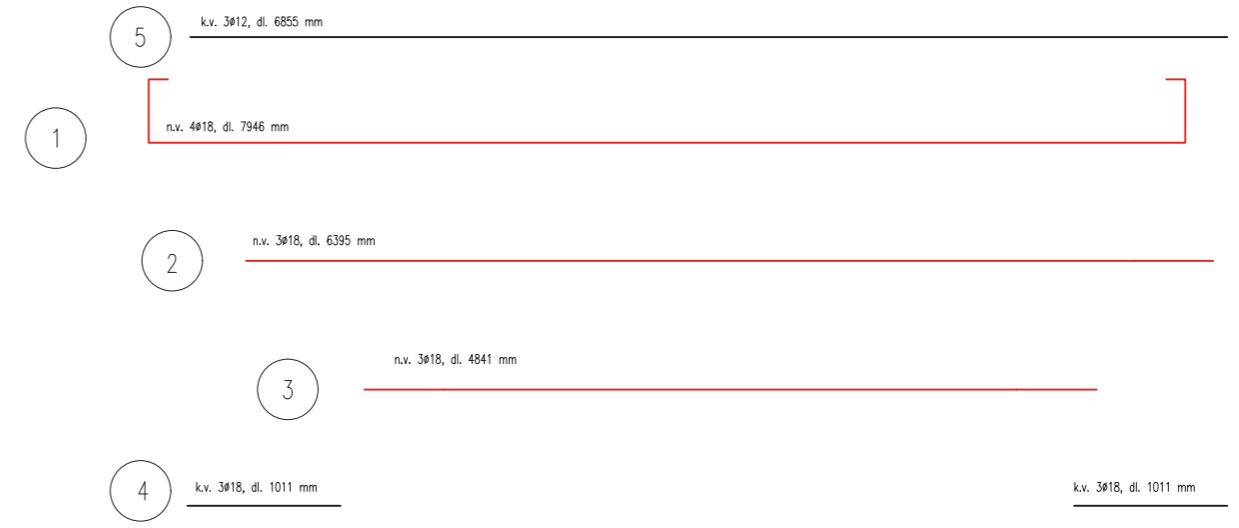 5
k.v. 3ø12, dl. 6855 mm
1
n.v. 4ø18, dl. 7946 mm
2
n.v. 3ø18, dl. 6395 mm
3
n.v. 3ø18, dl. 4841 mm
4
k.v. 3ø18, dl. 1011 mm
k.v. 3ø18, dl. 1011 mm